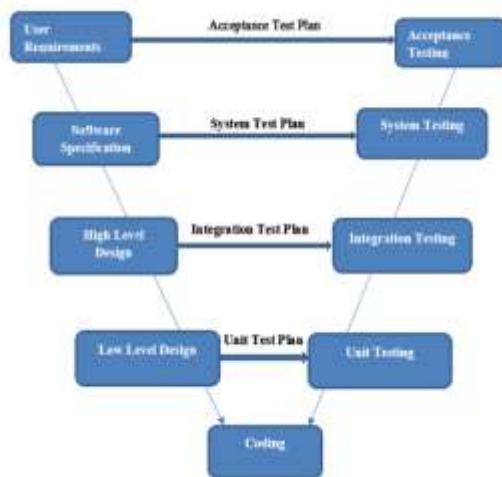 User
Requirements
Acceptance Test Plan
Acceptance
Testing
Software
Specification
System Test Plan
System Testing
High Level
Design
Integration Test Plan
Integration Testing
Low Level Design
Unit Test Plan
Unit Testing
Coding